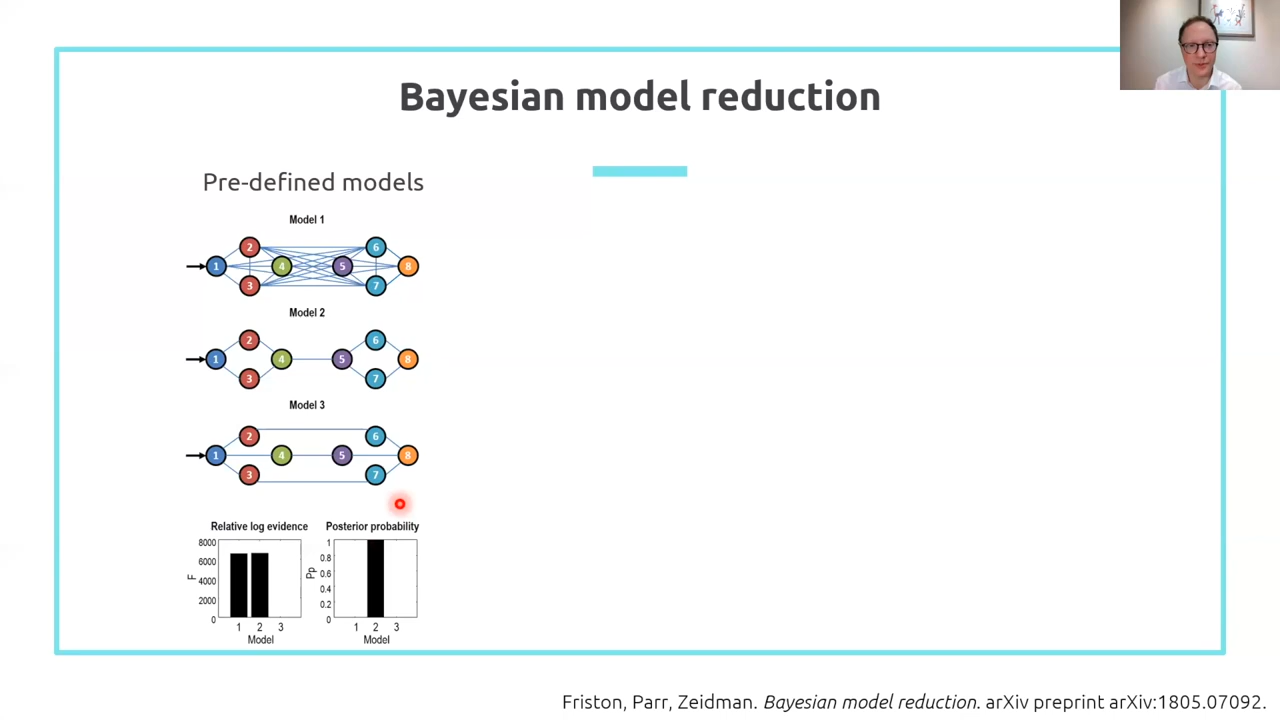 Bayesian model reduction
Pre-defined models
Model 1
2 6
1 4 5 8
3 7
Model 2
2 6
1 4 5 8
3 7
Model 3
2 6
1 4 5 8
3 7
Relative log evidence
8000
6000
4000
2000
0
F
1 2 3
Model
Posterior probability
1
0.8
0.6
0.4
0.2
0
Pp
1 2 3
Model
Friston, Parr, Zeidman. Bayesian model reduction. arXiv preprint arXiv:1805.07092.